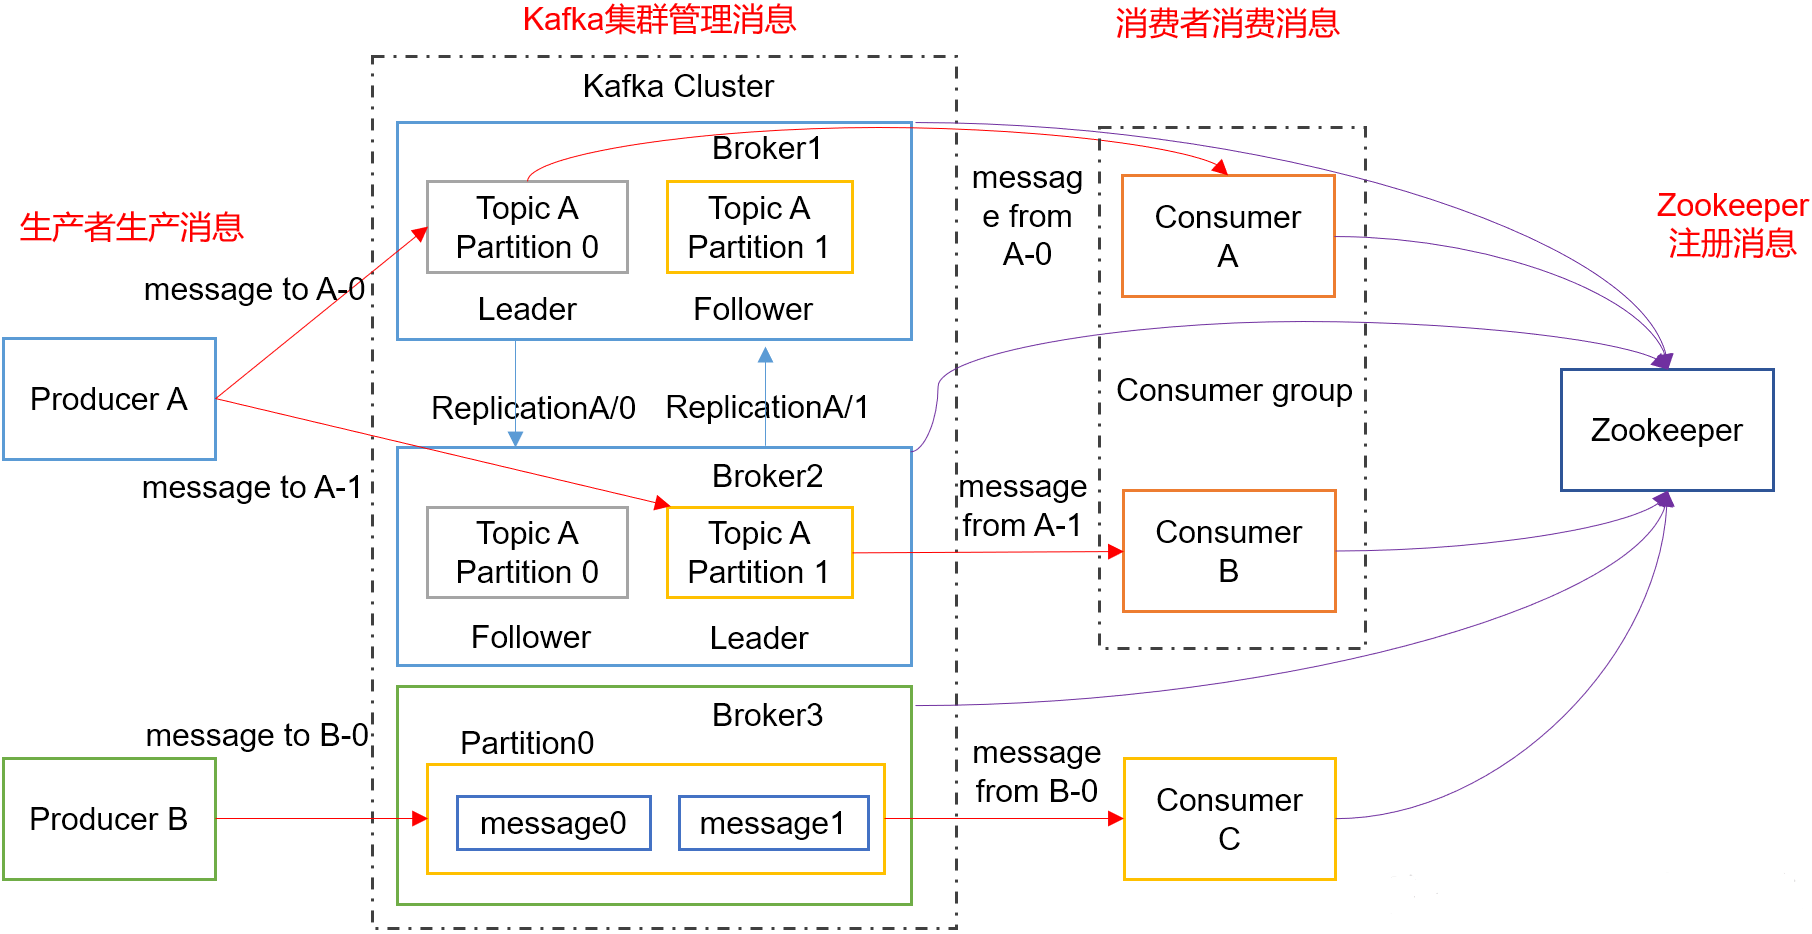 Kafka集群管理消息
消费者消费消息
Kafka Cluster
Broker1
Topic A
Partition 0
Topic A
Partition 1
Leader
Follower
生产者生产消息
message to A-0
Producer A
message to A-1
ReplicationA/0
ReplicationA/1
Broker2
Topic A
Partition 0
Topic A
Partition 1
Follower
Leader
messag
e from
A-0
Consumer
A
Consumer group
message
from A-1
Consumer
B
Zookeeper
注册消息
Zookeeper
message to B-0
Producer B
Broker3
Partition0
message0
message1
message
from B-0
Consumer
C